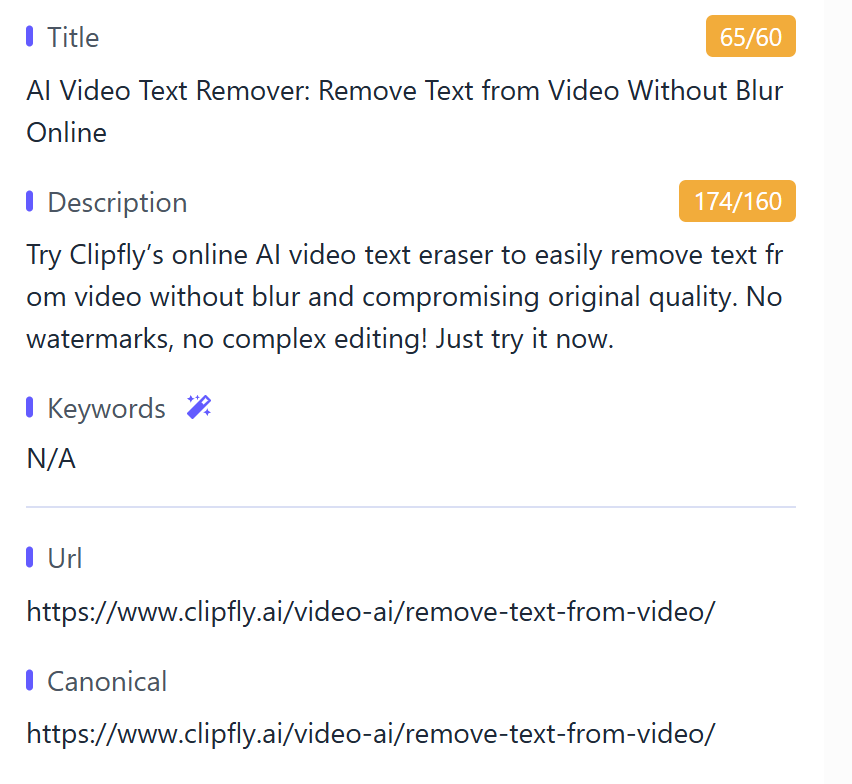 Title
65/60
AI Video Text Remover: Remove Text from Video Without Blur
Online
Description
174/160
Try Clipfly’s online AI video text eraser to easily remove text fr
om video without blur and compromising original quality. No
watermarks, no complex editing! Just try it now.
Keywords
N/A
Url
https://www.clipfly.ai/video-ai/remove-text-from-video/
Canonical
https://www.clipfly.ai/video-ai/remove-text-from-video/